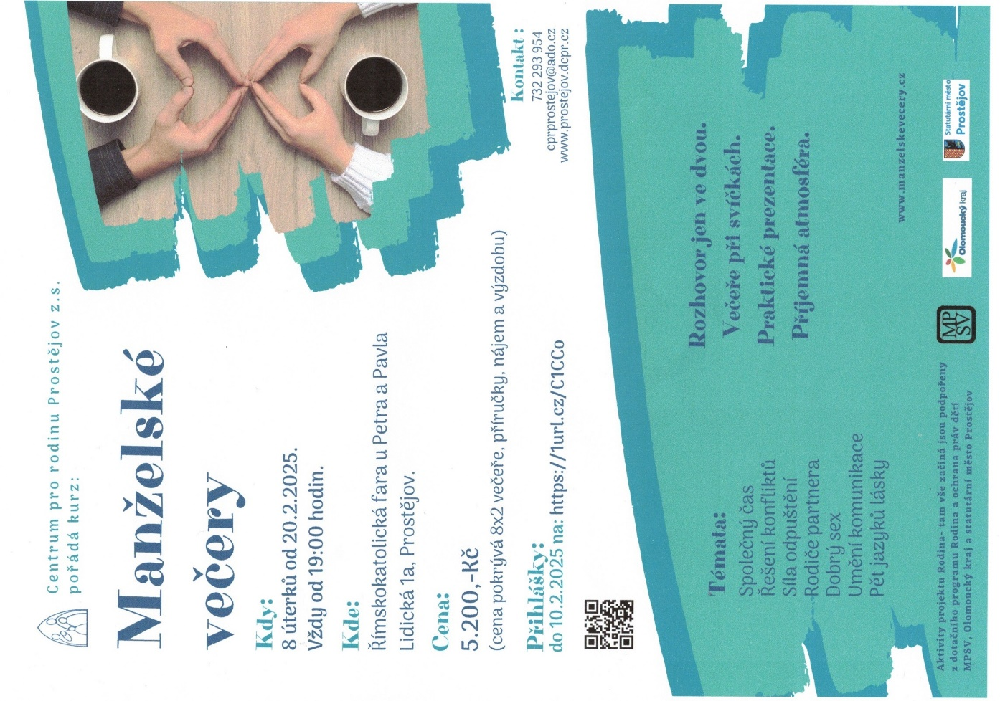 Centrum pro rodinu Prostějov z.s.
pořádá kurz:
Manželské
večery
Kdy:
8 úterků od 20.2.2025.
Vždy od 19:00 hodin.
Kde:
Římskokatolická fara u Petra a Pavla
Lidická 1a, Prostějov.
Cena:
5.200,-Kč
(cena pokrývá 8x2 večeře, příručky, nájem a výzdobu)
Přihlášky:
do 10.2.2025 na: https://1url.cz/C1CCo
Kontakt :
732 293 954
cprprostejov@ado.cz
www.prostejov.dcpr.cz
Rozhovor jen ve dvou.
Večeře při svíčkách.
Praktické prezentace.
Příjemná atmosféra.
Témata:
Společný čas
Řešení konfliktů
Síla odpuštění
Rodiče partnera
Dobrý sex
Umění komunikace
Pět jazyků lásky
www.manzelskevecery.cz
Aktivity projektu Rodina- tam vše začíná jsou podpořeny
z dotačního programu Rodina a ochrana práv dětí
MPSV, Olomoucký kraj a statutární město Prostějov
MP
SV
Olomoucký kraj
Statutární město
Prostějov